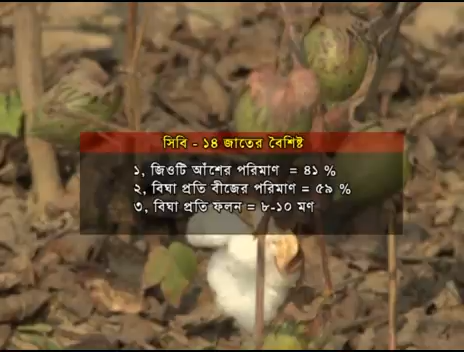 সিবি - ১৪ জাতের বৈশিষ্ট
১, জিওটি আঁশের পরিমাণ = ৪১ %
২, বিঘা প্রতি বীজের পরিমাণ = ৫৯ %
৩, বিঘা প্রতি ফলন = ৮-১০ মণ